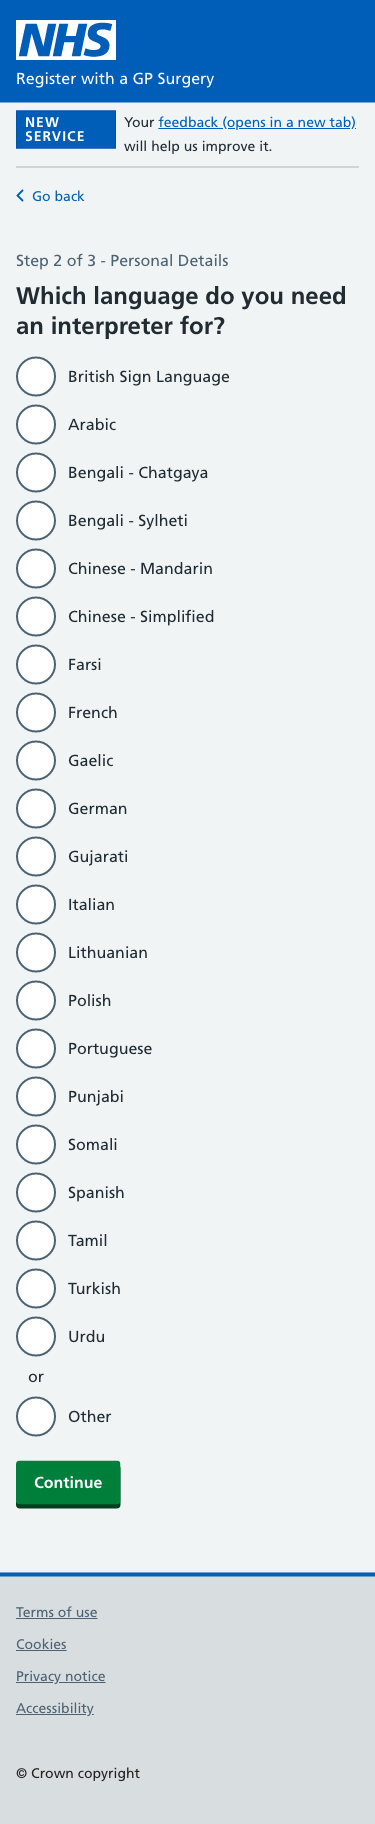 NHS
Register with a GP Surgery
NEW
SERVICE
Your feedback (opens in a new tab)
will help us improve it.
Go back
Step 2 of 3 - Personal Details
Which language do you need
an interpreter for?
British Sign Language
Arabic
Bengali - Chatgaya
Bengali - Sylheti
Chinese - Mandarin
Chinese - Simplified
Farsi
French
Gaelic
German
Gujarati
Italian
Lithuanian
Polish
Portuguese
Punjabi
Somali
Spanish
Tamil
Turkish
Urdu
or
Other
Continue
Terms of use
Cookies
Privacy notice
Accessibility
© Crown copyright